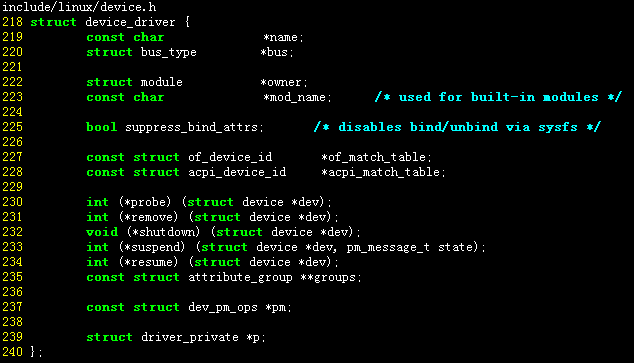 include/linux/device.h
218 struct device_driver {
219         const char              *name;
220         struct bus_type         *bus;
221
222         struct module           *owner;
223         const char              *mod_name;      /* used for built-in modules */
224
225         bool suppress_bind_attrs;       /* disables bind/unbind via sysfs */
226
227         const struct of_device_id       *of_match_table;
228         const struct acpi_device_id     *acpi_match_table;
229
230         int (*probe) (struct device *dev);
231         int (*remove) (struct device *dev);
232         void (*shutdown) (struct device *dev);
233         int (*suspend) (struct device *dev, pm_message_t state);
234         int (*resume) (struct device *dev);
235         const struct attribute_group **groups;
236
237         const struct dev_pm_ops *pm;
238
239         struct driver_private *p;
240 };